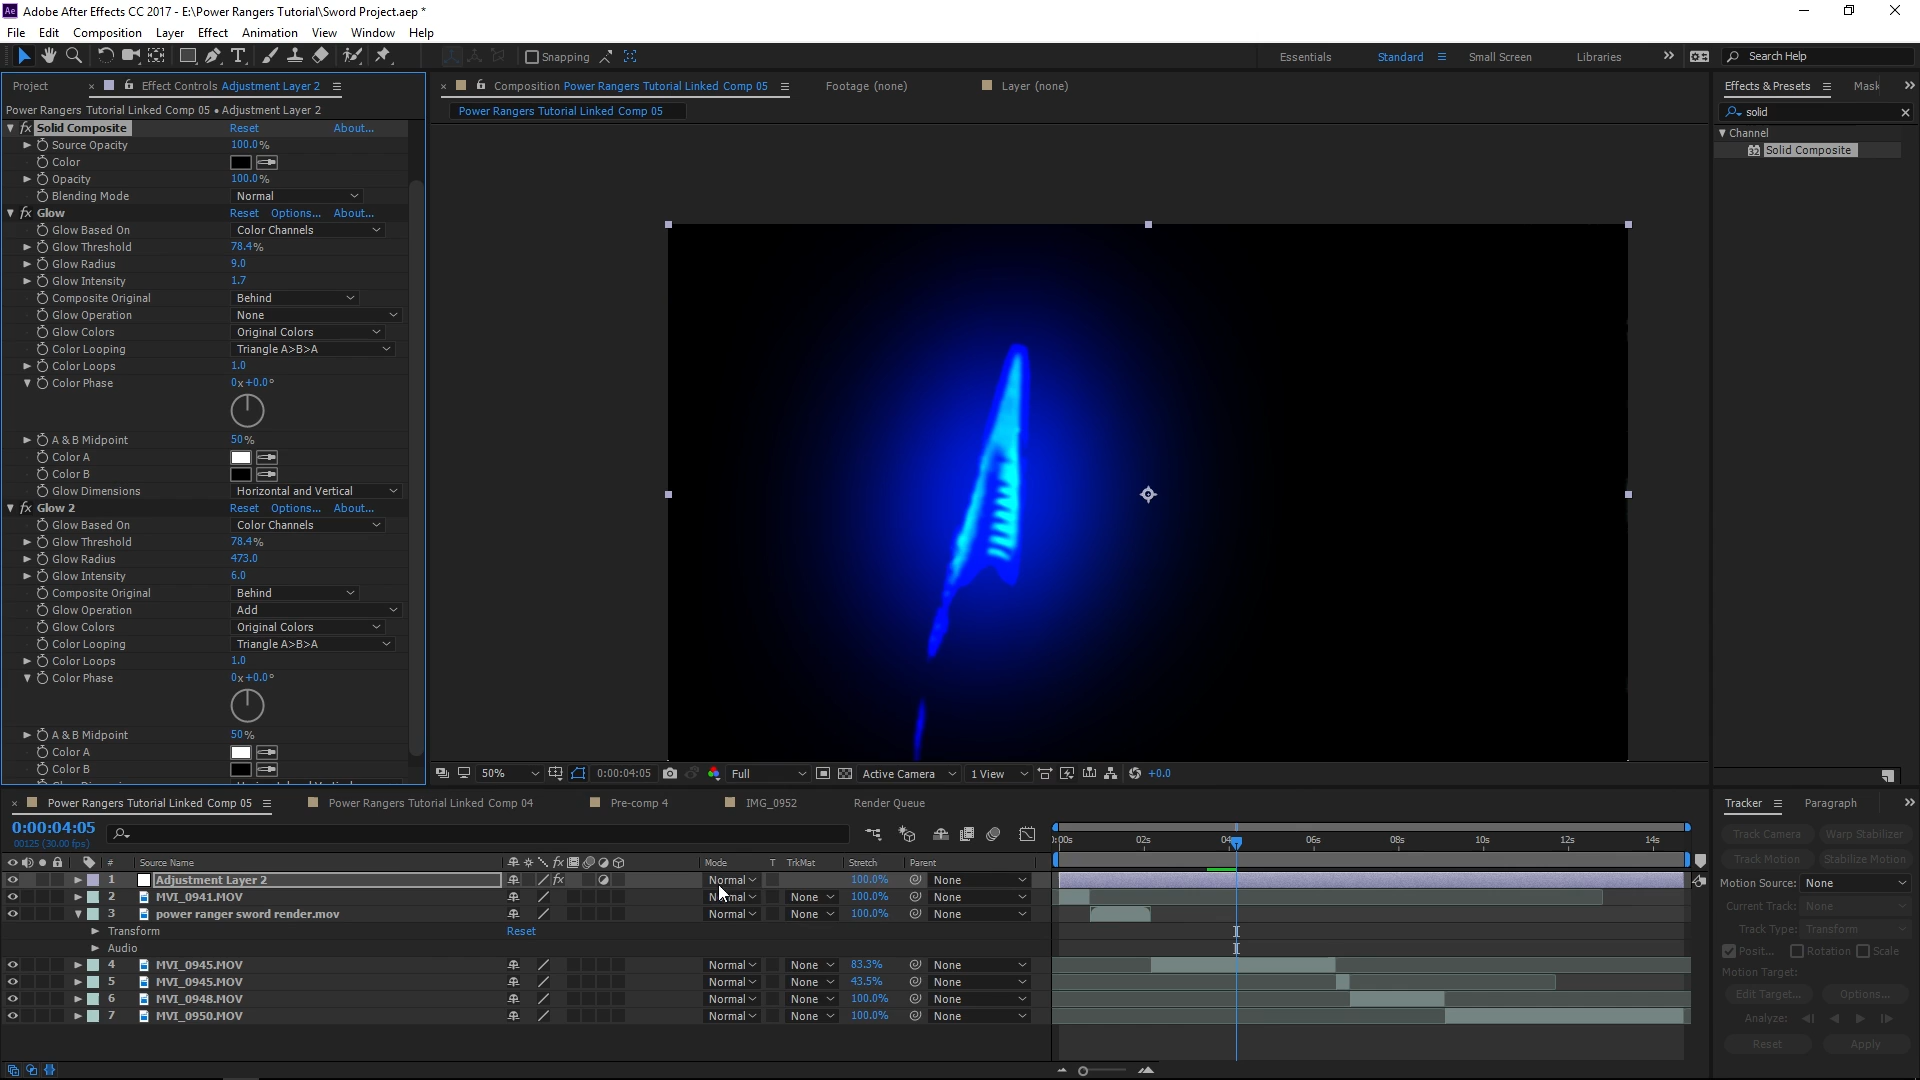 Ae Adobe After Effects CC 2017 - E:\Power Rangers Tutorial\Sword Project.aep *
File Edit Composition Layer Effect Animation View Window Help
Snapping Essentials Standard Small Screen Libraries Search Help
Project Effect Controls Adjustment Layer 2
Composition Power Rangers Tutorial Linked Comp 05 Footage (none) Layer (none)
Effects & Presets Mask
Power Rangers Tutorial Linked Comp 05 • Adjustment Layer 2
Power Rangers Tutorial Linked Comp 05
solid
Channel
32 Solid Composite
fx Solid Composite Reset About...
Source Opacity 100.0%
Color
Opacity 100.0%
Blending Mode Normal
fx Glow Reset Options... About...
Glow Based On Color Channels
Glow Threshold 78.4%
Glow Radius 9.0
Glow Intensity 1.7
Composite Original Behind
Glow Operation None
Glow Colors Original Colors
Color Looping Triangle A>B>A
Color Loops 1.0
Color Phase 0x+0.0°
A & B Midpoint 50%
Color A
Color B
Glow Dimensions Horizontal and Vertical
fx Glow 2 Reset Options... About...
Glow Based On Color Channels
Glow Threshold 78.4%
Glow Radius 473.0
Glow Intensity 6.0
Composite Original Behind
Glow Operation Add
Glow Colors Original Colors
Color Looping Triangle A>B>A
Color Loops 1.0
Color Phase 0x+0.0°
A & B Midpoint 50%
Color A
Color B
50% 0:00:04:05 Full Active Camera 1 View +0.0
Power Rangers Tutorial Linked Comp 05 Power Rangers Tutorial Linked Comp 04 Pre-comp 4 IMG_0952 Render Queue
0:00:04:05
00125 (30.00 fps)
:00s 02s 04 06s 08s 10s 12s 14s
# Source Name fx Mode T TrkMat Stretch Parent
1 Adjustment Layer 2 fx Normal 100.0% None
2 MVI_0941.MOV None 100.0% None
3 power ranger sword render.mov Normal None 100.0% None
Transform Reset
Audio
4 MVI_0945.MOV Normal None 83.3% None
5 MVI_0945.MOV Normal None 43.5% None
6 MVI_0948.MOV Normal None 100.0% None
7 MVI_0950.MOV Normal None 100.0% None
Tracker Paragraph
Track Camera Warp Stabilizer
Track Motion Stabilize Motion
Motion Source: None
Current Track: None
Track Type: Transform
Posit... Rotation Scale
Motion Target:
Edit Target... Options...
Analyze:
Reset Apply